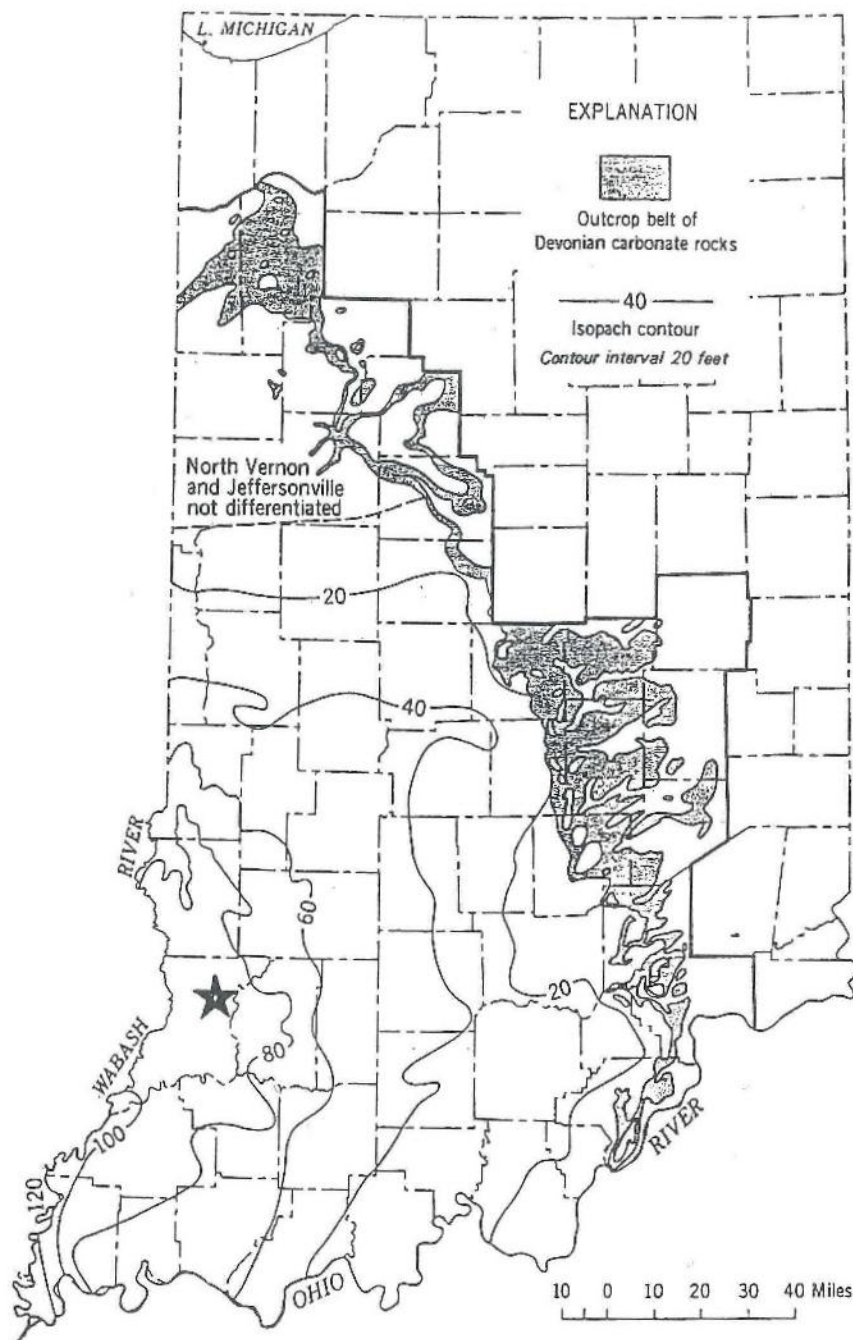 L. MICHIGAN
EXPLANATION
Outcrop belt of
Devonian carbonate rocks
40
Isopach contour
Contour interval 20 feet
North Vernon
and Jeffersonville
not differentiated
20
40
RIVER
60
20
WABASH
80
100
RIVER
120
OHIO
10 0 10 20 30 40 Miles